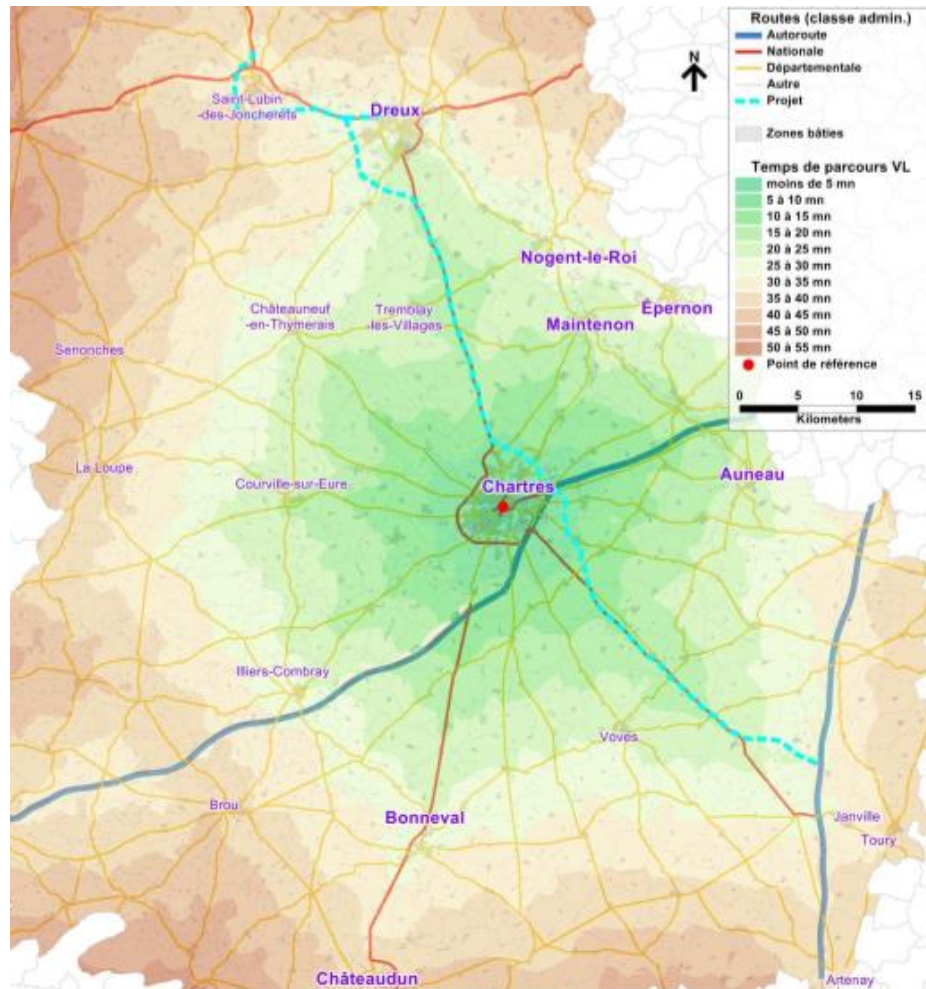 Routes (classe admin.)
Autoroute
Nationale
Départementale
Autre
Projet
Zones bâties
Temps de parcours VL
moins de 5 mn
5 à 10 mn
10 à 15 mn
15 à 20 mn
20 à 25 mn
25 à 30 mn
30 à 35 mn
35 à 40 mn
40 à 45 mn
45 à 50 mn
50 à 55 mn
Point de référence
0 5 10 15
Kilometers
N
Saint-Lubin
-des-Joncherets
Dreux
Nogent-le-Roi
Châteauneuf
-en-Thymerais
Tremblay
-les-Villages
Épernon
Maintenon
Senonches
La Loupe
Courville-sur-Eure
Chartres
Auneau
Illiers-Combray
Voves
Brou
Bonneval
Janville
Toury
Châteaudun
Artenay